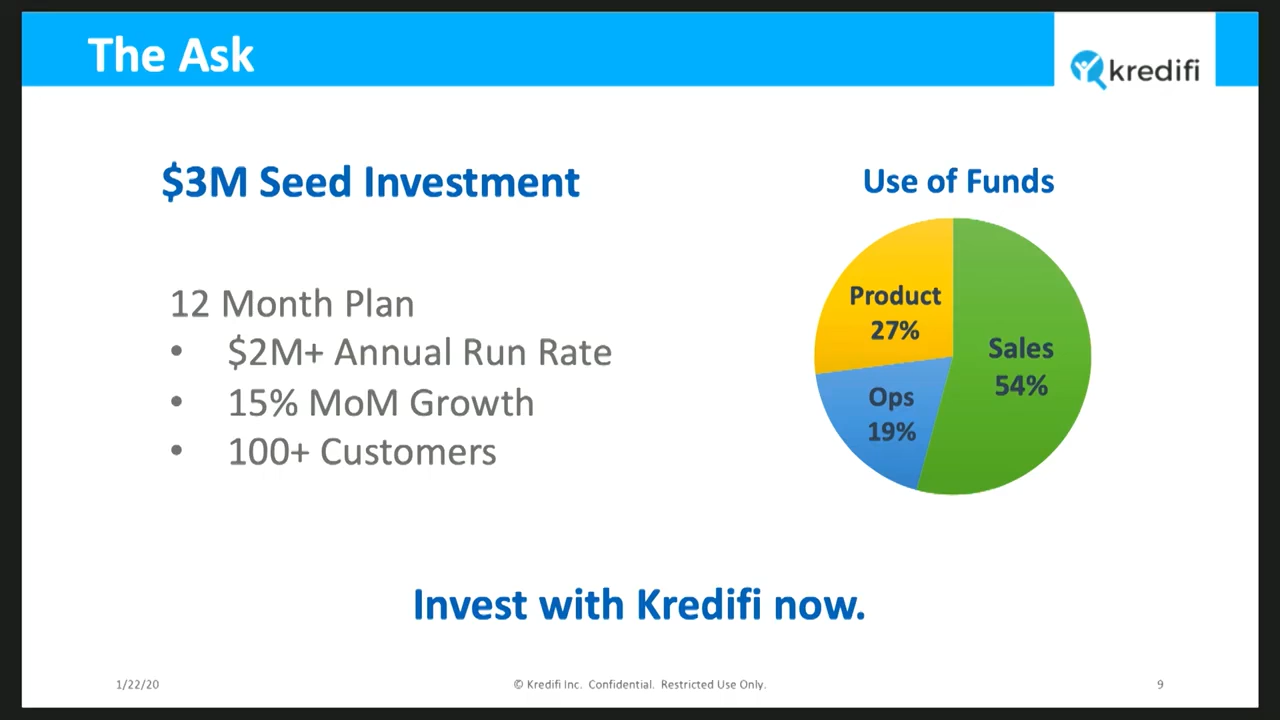 The Ask
kredifi
$3M Seed Investment
12 Month Plan
• $2M+ Annual Run Rate
• 15% MoM Growth
• 100+ Customers
Use of Funds
Product
27%
Sales
54%
Ops
19%
Invest with Kredifi now.
1/22/20
© Kredifi Inc. Confidential. Restricted Use Only.
9